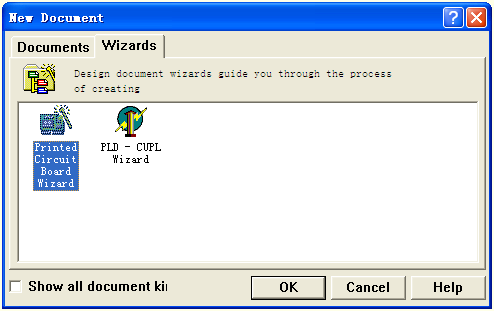 New Document
Documents
Wizards
Design document wizards guide you through the process
of creating
Printed
Circuit
Board
Wizard
PLD - CUPL
Wizard
Show all document
OK
Cancel
Help